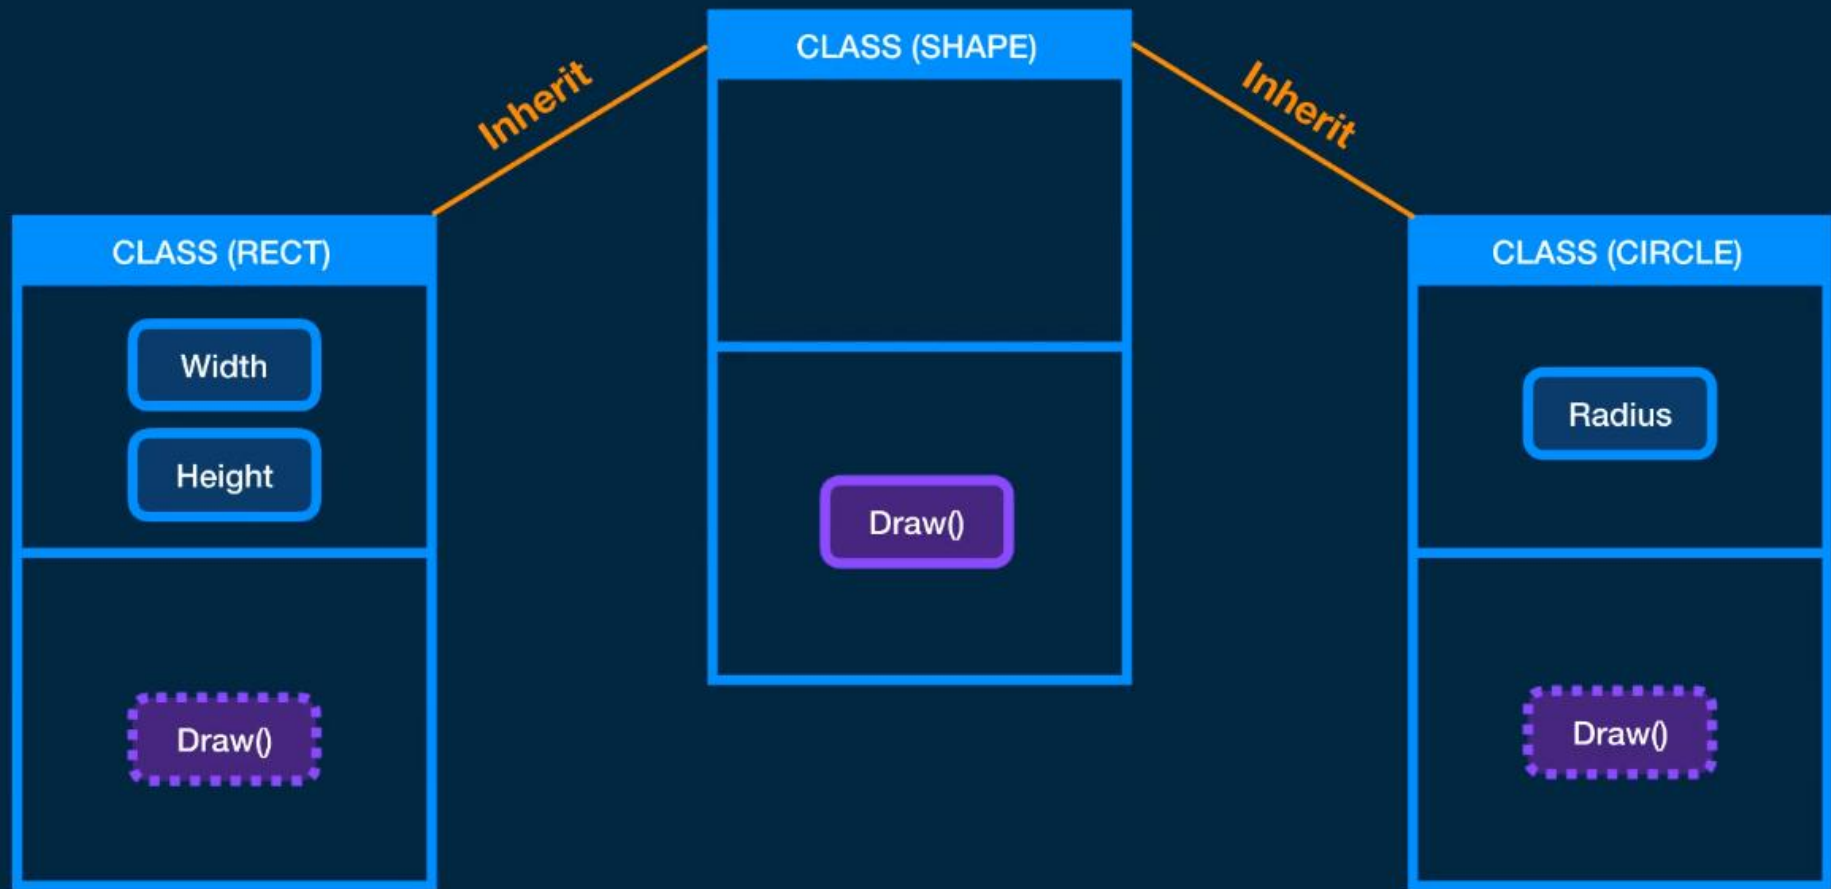 CLASS (SHAPE)
Inherit
Inherit
CLASS (RECT)
CLASS (CIRCLE)
Width
Height
Radius
Draw()
Draw()
Draw()